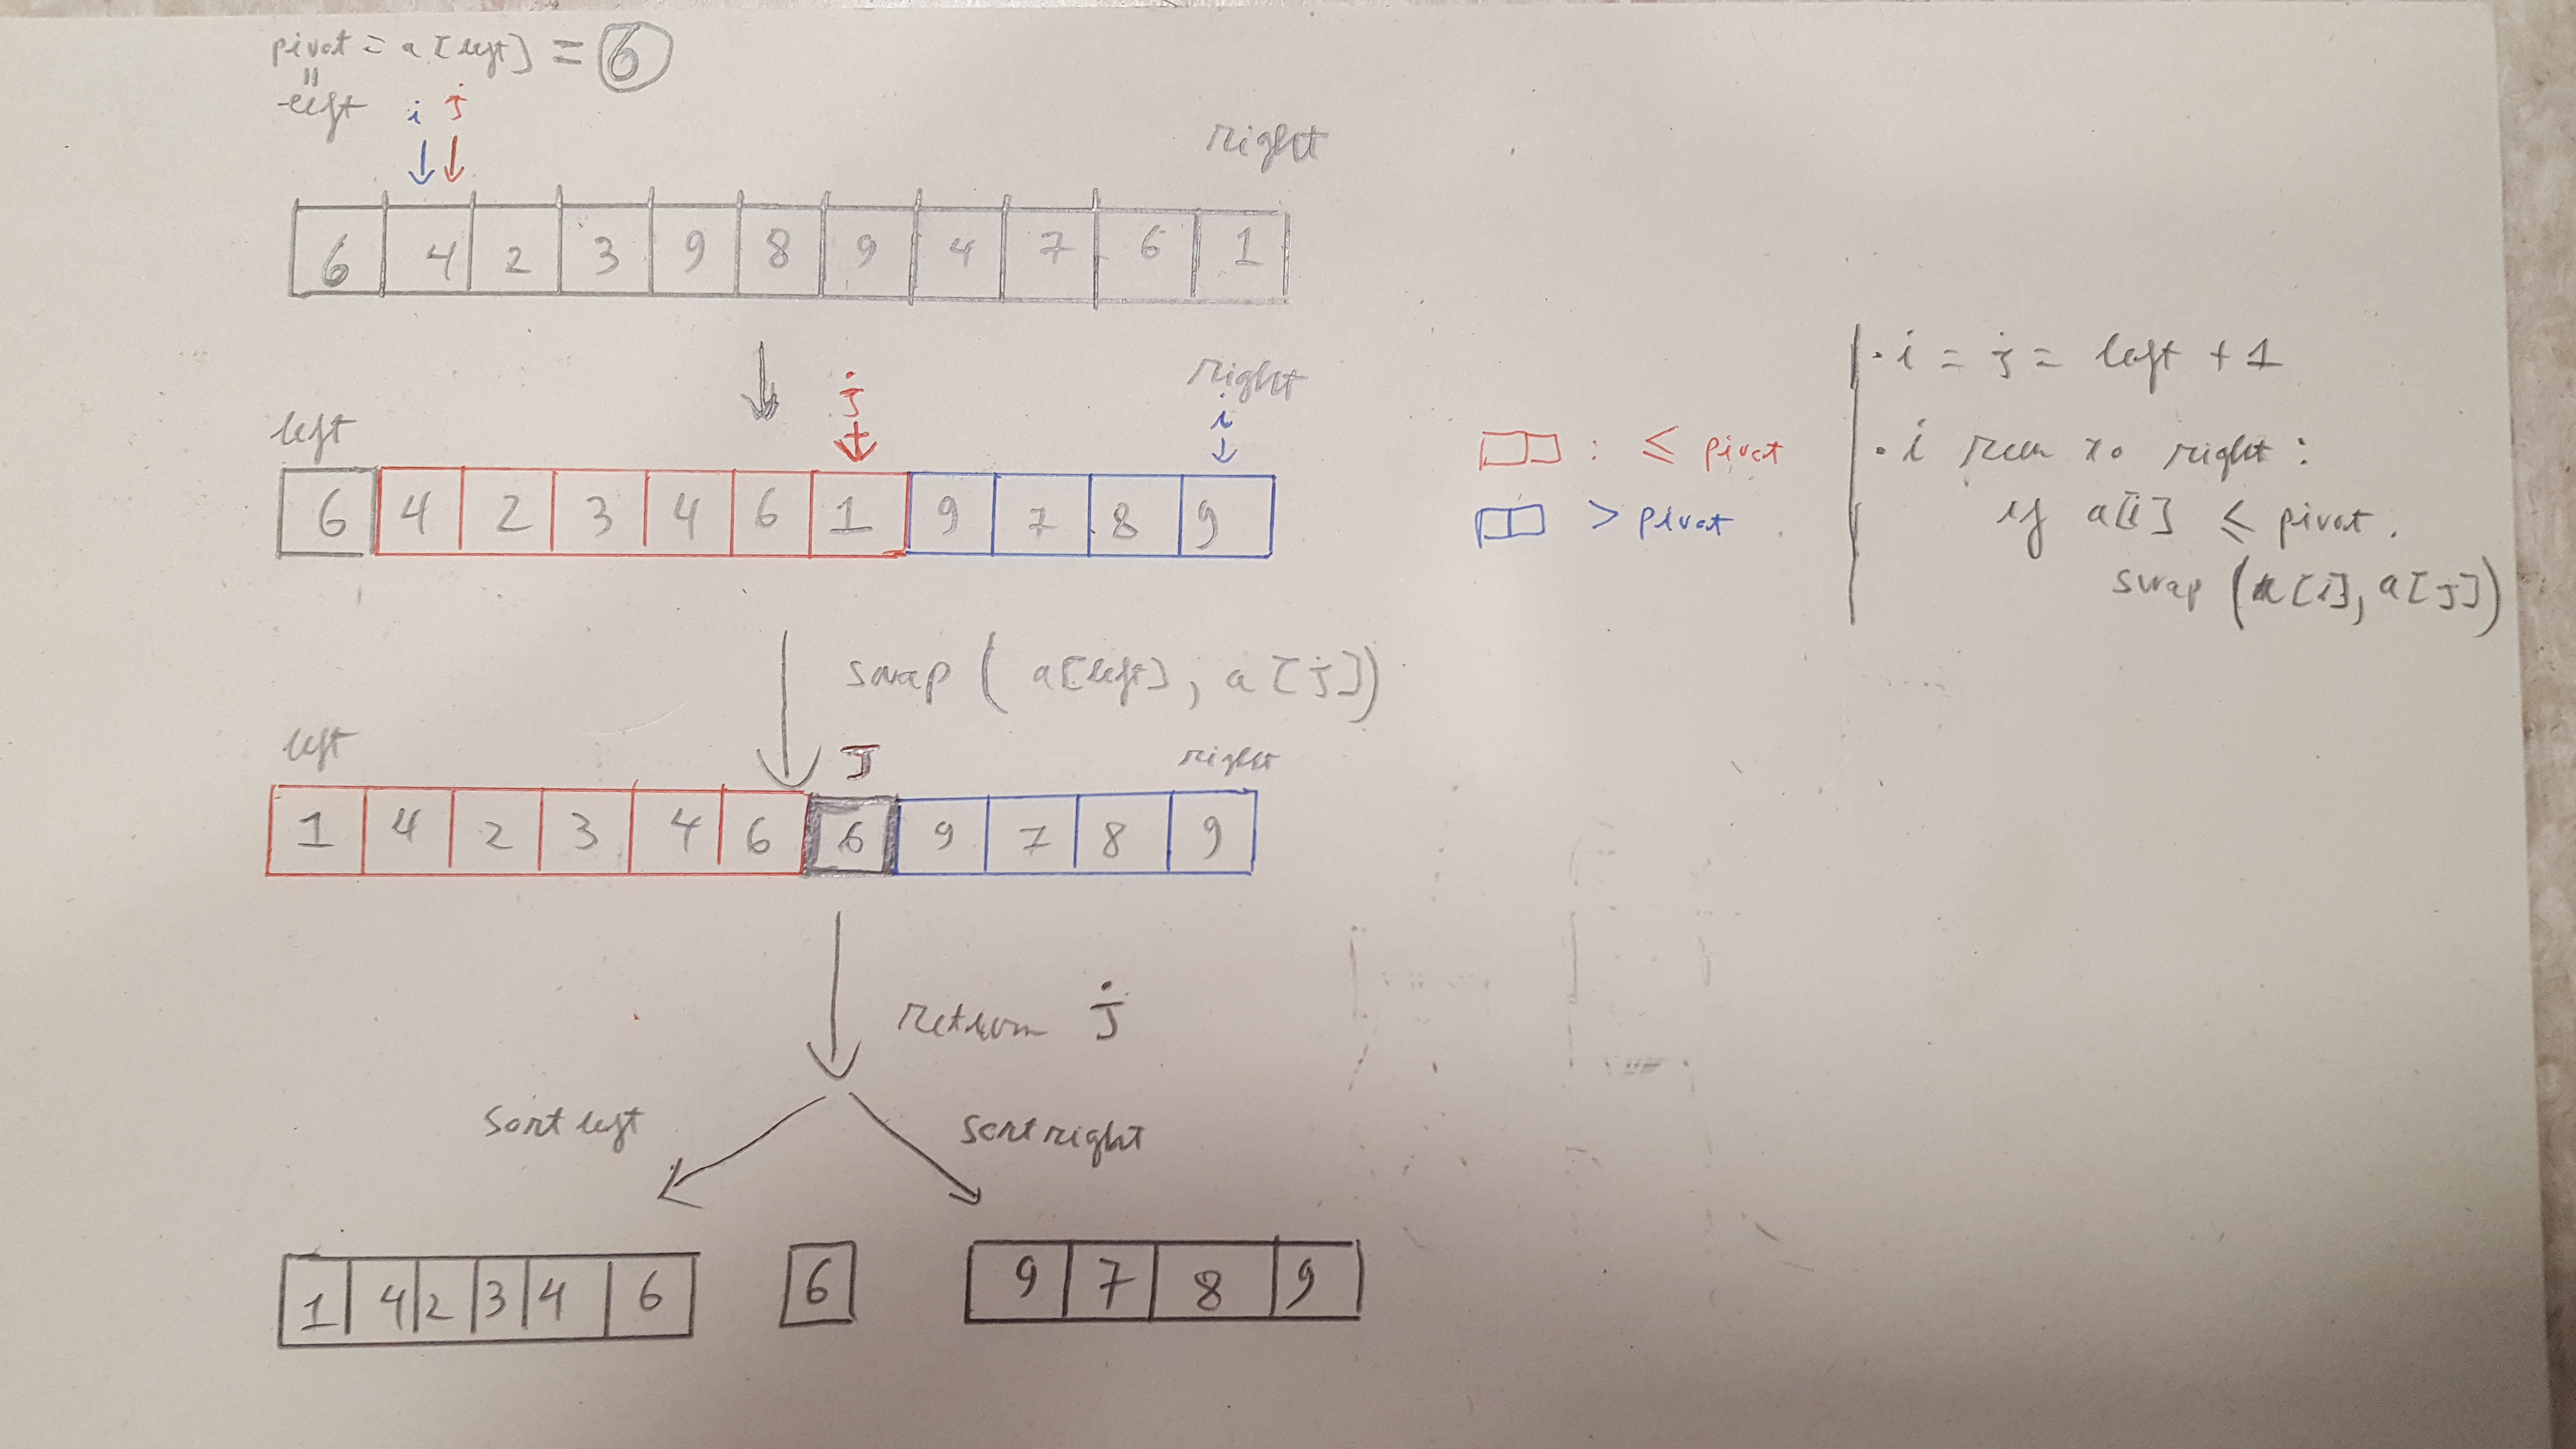 pivot = a[left] = 6
left i j right
6 4 2 3 9 8 9 4 7 6 1
left j right
i
6 4 2 3 4 6 1 9 7 8 9
swap (a[left], a[j])
left J right
1 4 2 3 4 6 6 9 7 8 9
return j
sort left sort right
1 4 2 3 4 6 6 9 7 8 9
: ≤ pivot
> pivot
· i = j = left + 1
· i run to right :
if a[i] ≤ pivot .
swap (a[i], a[j])